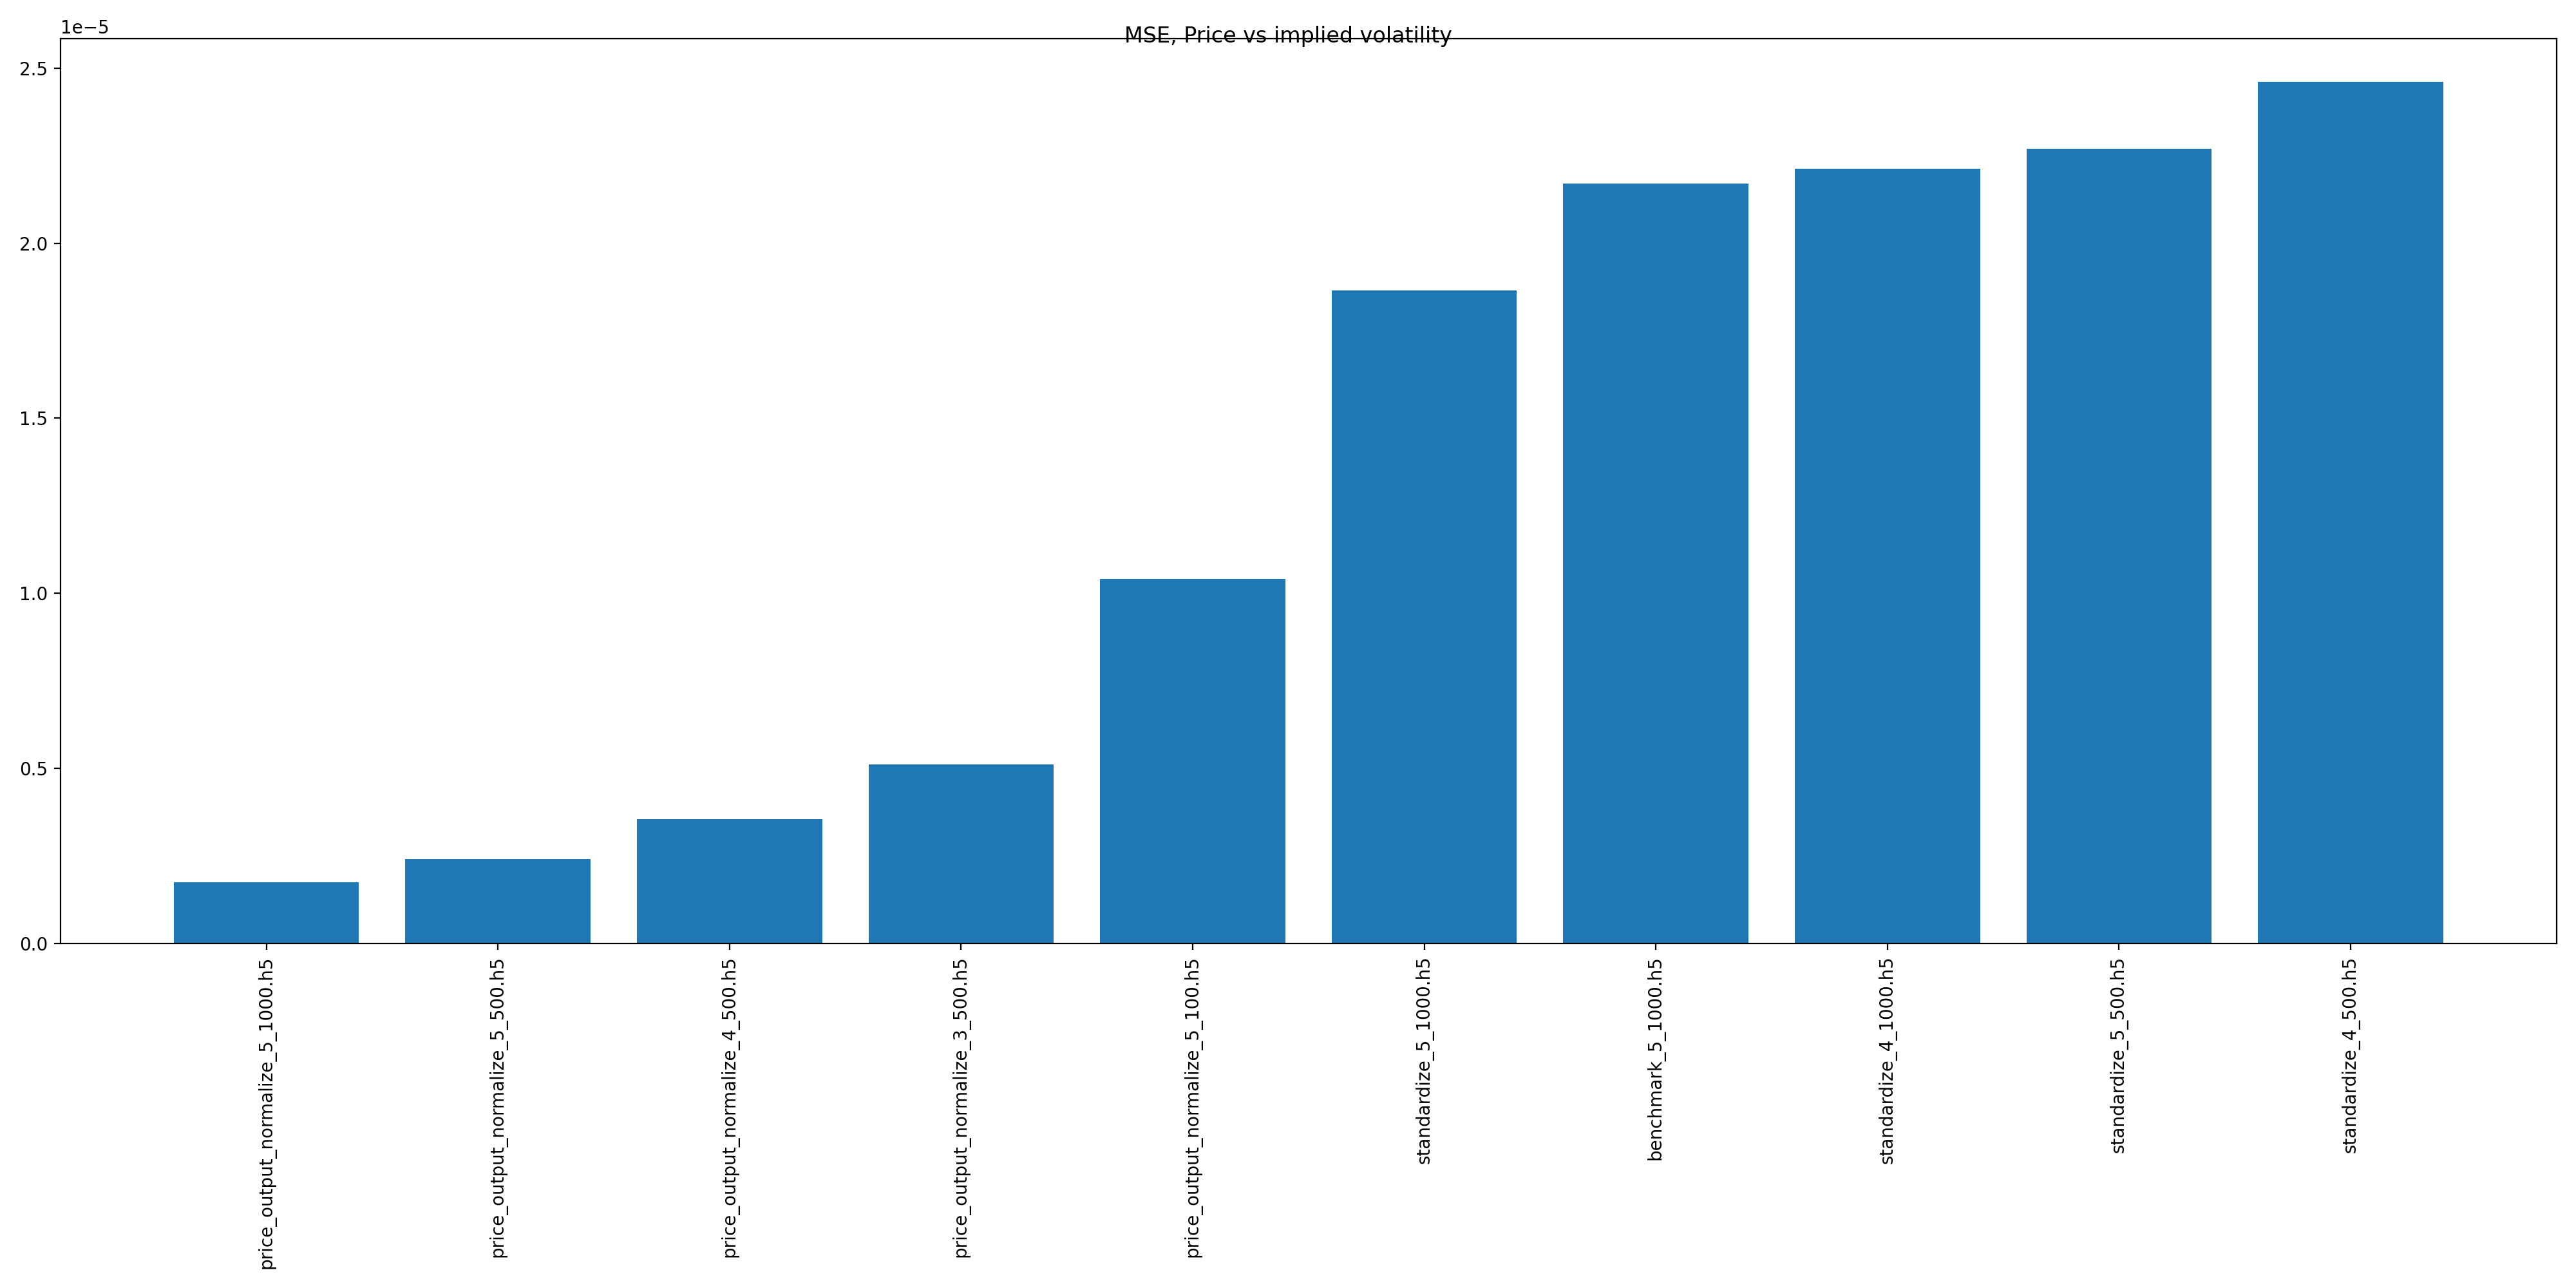 MSE, Price vs implied volatility
1e−5
2.5
2.0
1.5
1.0
0.5
0.0
price_output_normalize_5_1000.h5
price_output_normalize_5_500.h5
price_output_normalize_4_500.h5
price_output_normalize_3_500.h5
price_output_normalize_5_100.h5
standardize_5_1000.h5
benchmark_5_1000.h5
standardize_4_1000.h5
standardize_5_500.h5
standardize_4_500.h5